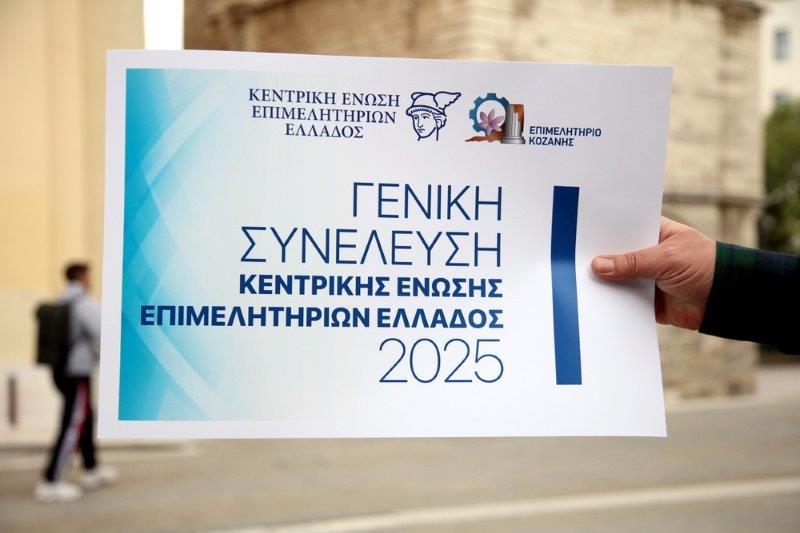 ΚΕΝΤΡΙΚΗ ΕΝΩΣΗ
ΕΠΙΜΕΛΗΤΗΡΙΩΝ
ΕΛΛΑΔΟΣ
ΕΠΙΜΕΛΗΤΗΡΙΟ
ΚΟΖΑΝΗΣ
ΓΕΝΙΚΗ
ΣΥΝΕΛΕΥΣΗ
ΚΕΝΤΡΙΚΗΣ ΕΝΩΣΗΣ
ΕΠΙΜΕΛΗΤΗΡΙΩΝ ΕΛΛΑΔΟΣ
2025